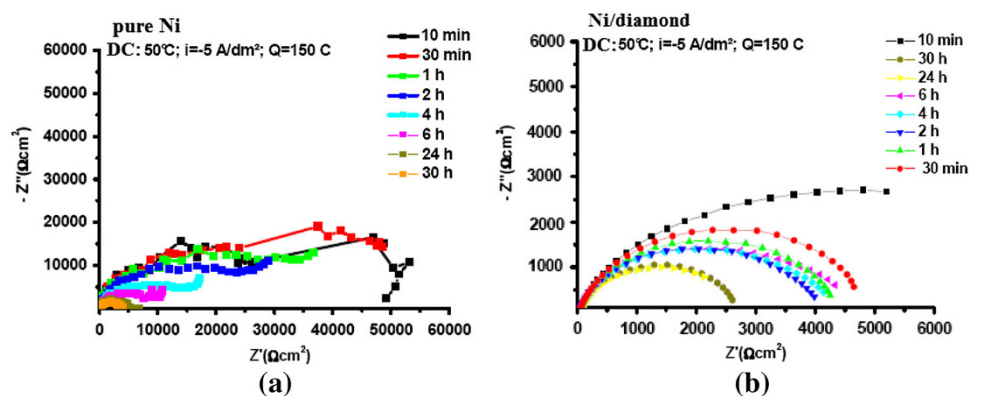 pure Ni
DC: 50°C; i=-5 A/dm²; Q=150 C
60000
50000
40000
30000
20000
10000
0
- Z''(Ωcm²)
0 10000 20000 30000 40000 50000 60000
Z'(Ωcm²)
10 min
30 min
1 h
2 h
4 h
6 h
24 h
30 h
(a)
Ni/diamond
DC: 50°C; i=-5 A/dm²; Q=150 C
6000
5000
4000
3000
2000
1000
- Z''(Ωcm²)
0 1000 2000 3000 4000 5000 6000
Z'(Ωcm²)
10 min
30 h
24 h
6 h
4 h
2 h
1 h
30 min
(b)